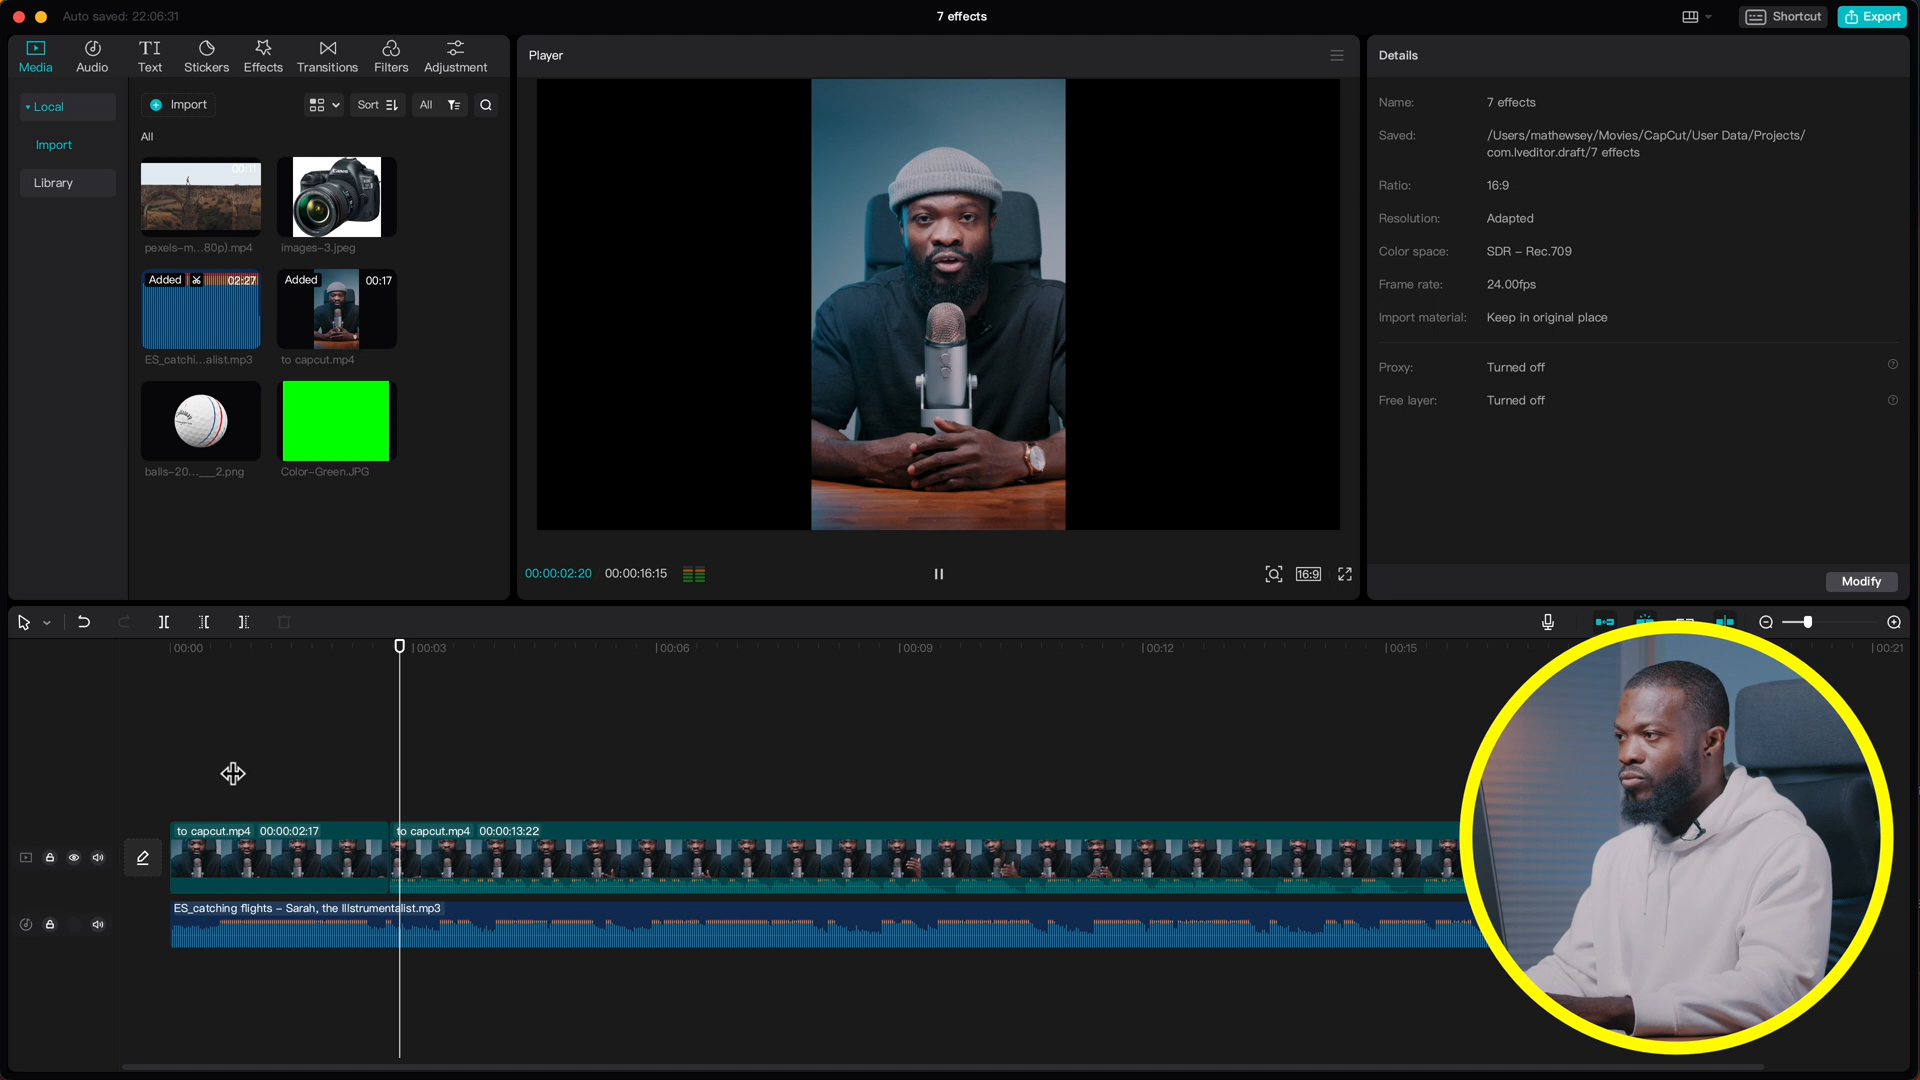 Auto saved: 22:06:31
7 effects
Shortcut
Export
Media
Audio
TI
Text
Stickers
Effects
Transitions
Filters
Adjustment
Local
Import
Library
Import
Sort
All
All
00:11
pexels-m...80p).mp4
images-3.jpeg
Added
02:27
Added
00:17
ES_catchi...alist.mp3
to capcut.mp4
balls-20...___2.png
Color-Green.JPG
Player
00:00:02:20
00:00:16:15
16:9
Details
Name:
7 effects
Saved:
/Users/mathewsey/Movies/CapCut/User Data/Projects/
com.lveditor.draft/7 effects
Ratio:
16:9
Resolution:
Adapted
Color space:
SDR – Rec.709
Frame rate:
24.00fps
Import material:
Keep in original place
Proxy:
Turned off
Free layer:
Turned off
Modify
00:00
00:03
00:06
00:09
00:12
00:15
00:21
to capcut.mp4 00:00:02:17
to capcut.mp4 00:00:13:22
ES_catching flights – Sarah, the Illstrumentalist.mp3